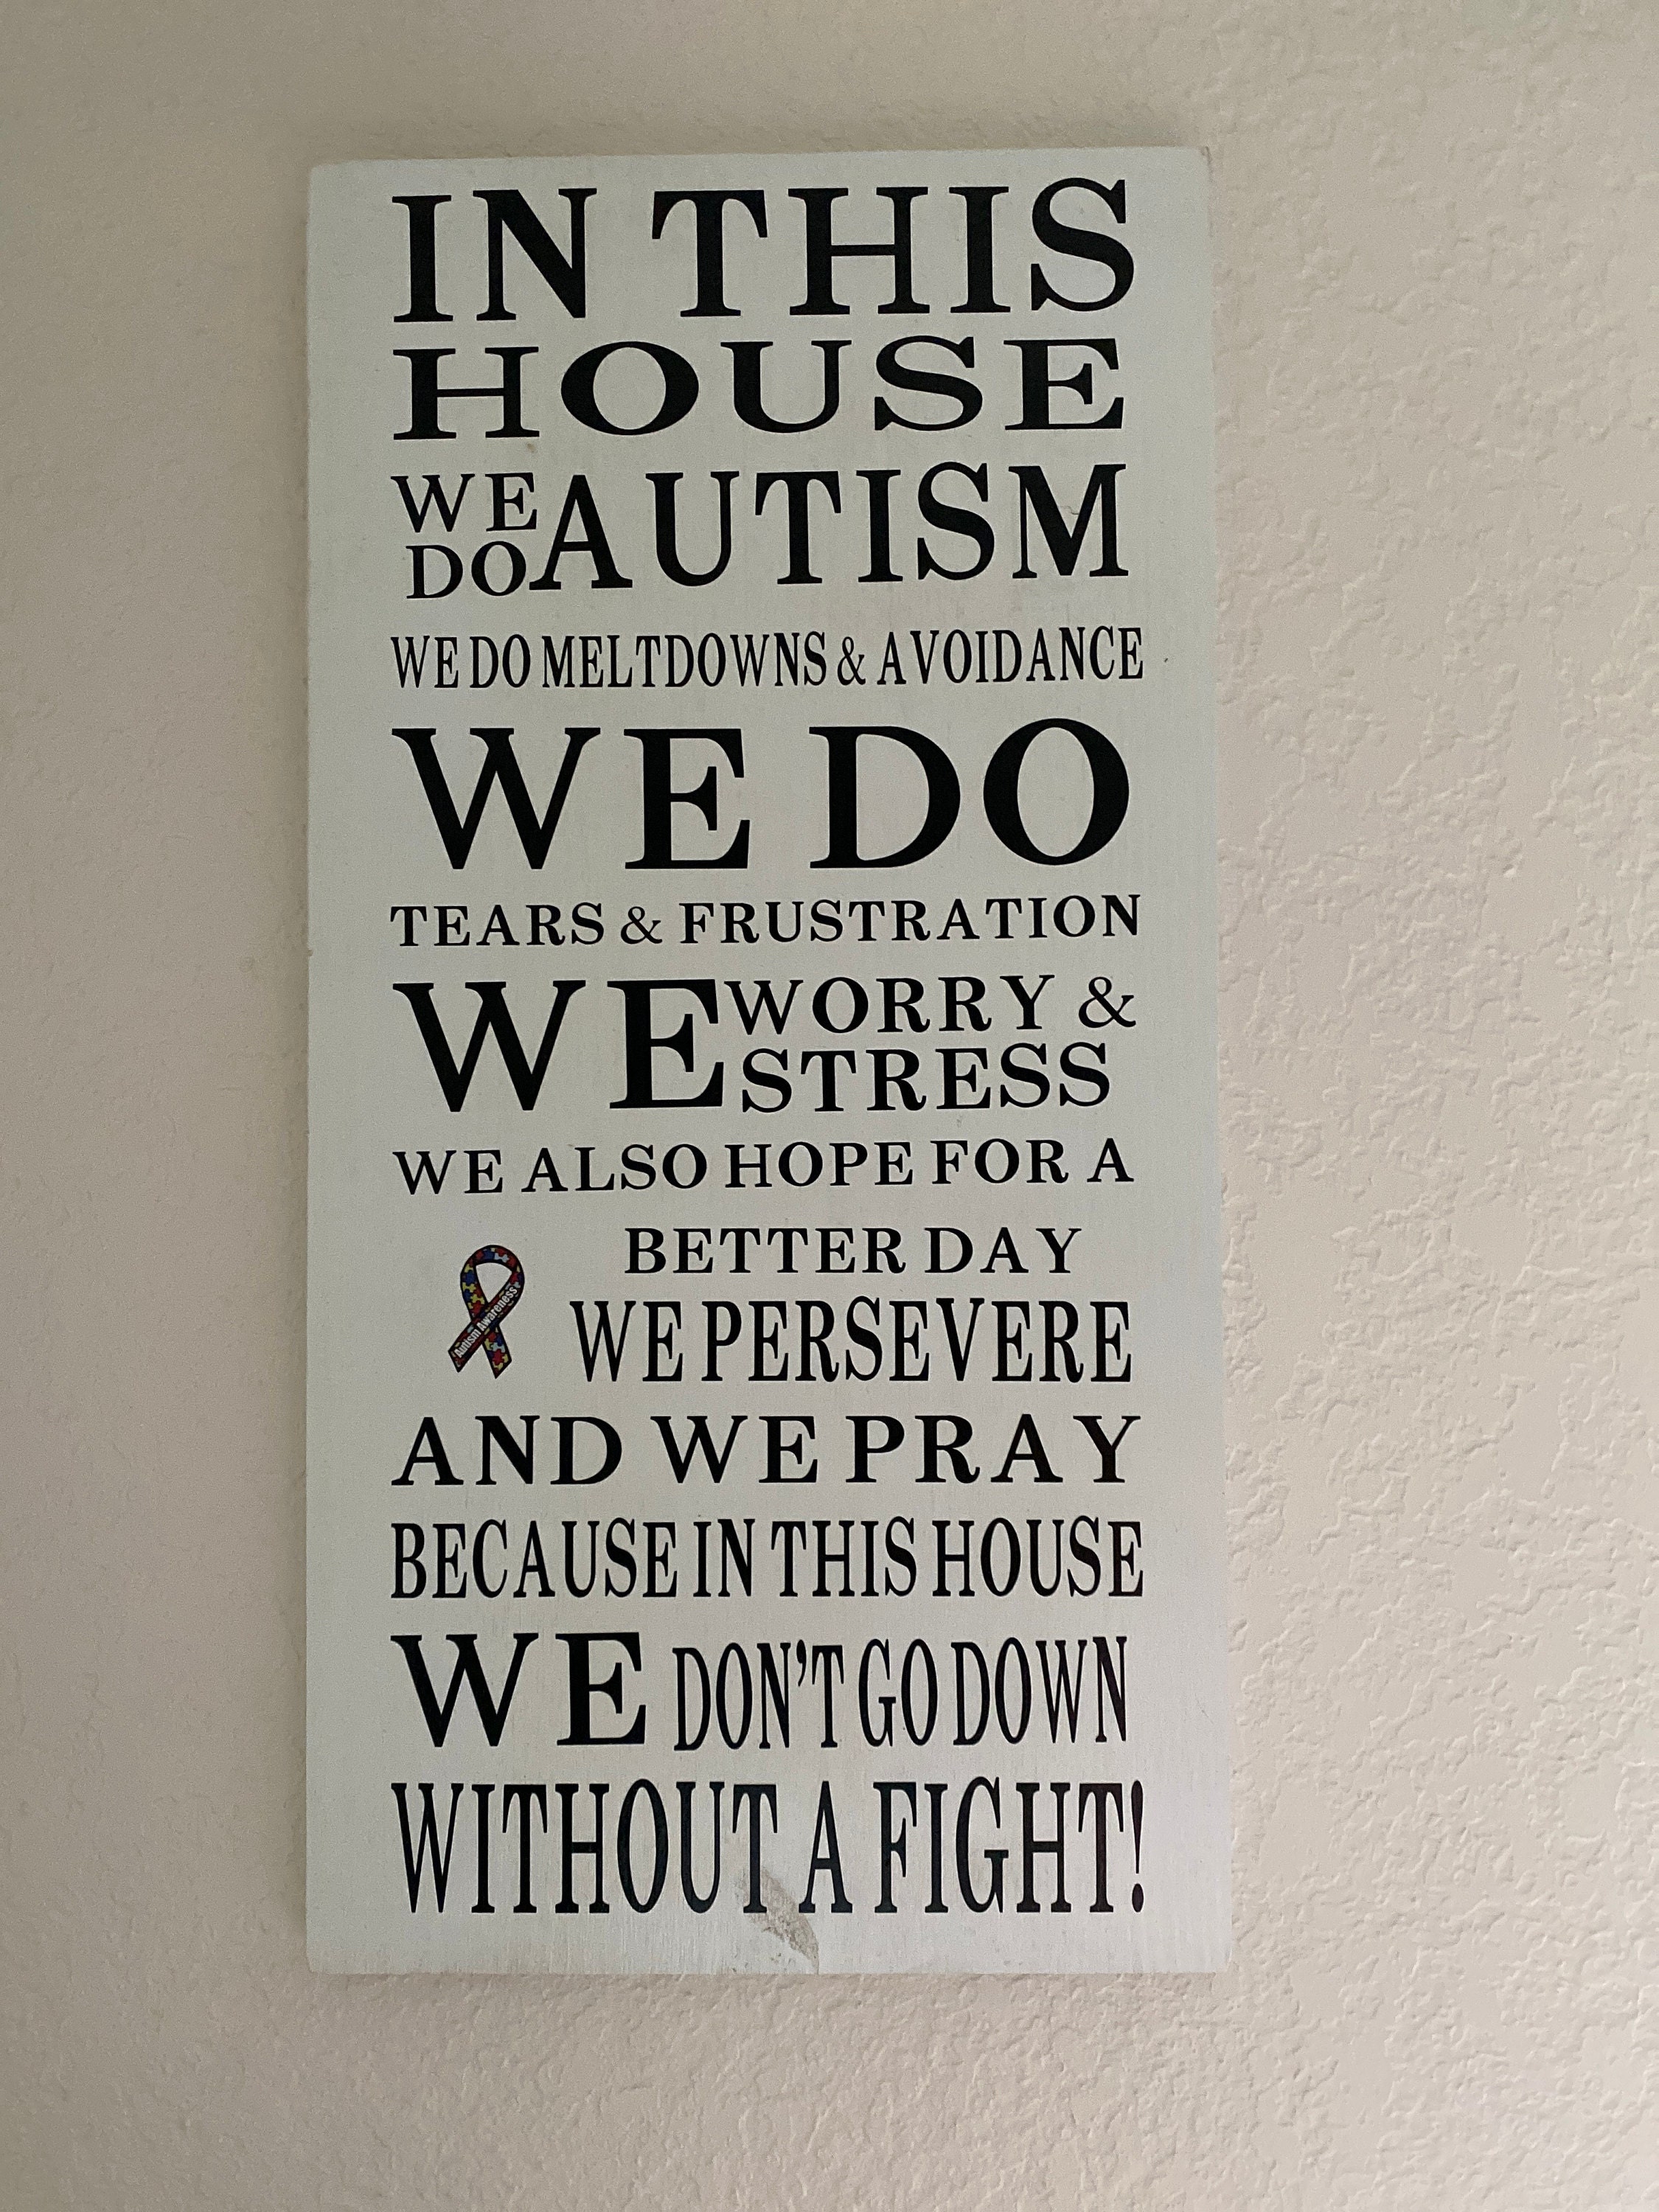 IN THIS
HOUSE
WE
DO
AUTISM
WE DO MELTDOWNS & AVOIDANCE
WE DO
TEARS & FRUSTRATION
WE
WORRY &
STRESS
WE ALSO HOPE FOR A
BETTER DAY
Autism Awareness
WE PERSEVERE
AND WE PRAY
BECAUSE IN THIS HOUSE
WE DON'T GO DOWN
WITHOUT A FIGHT!